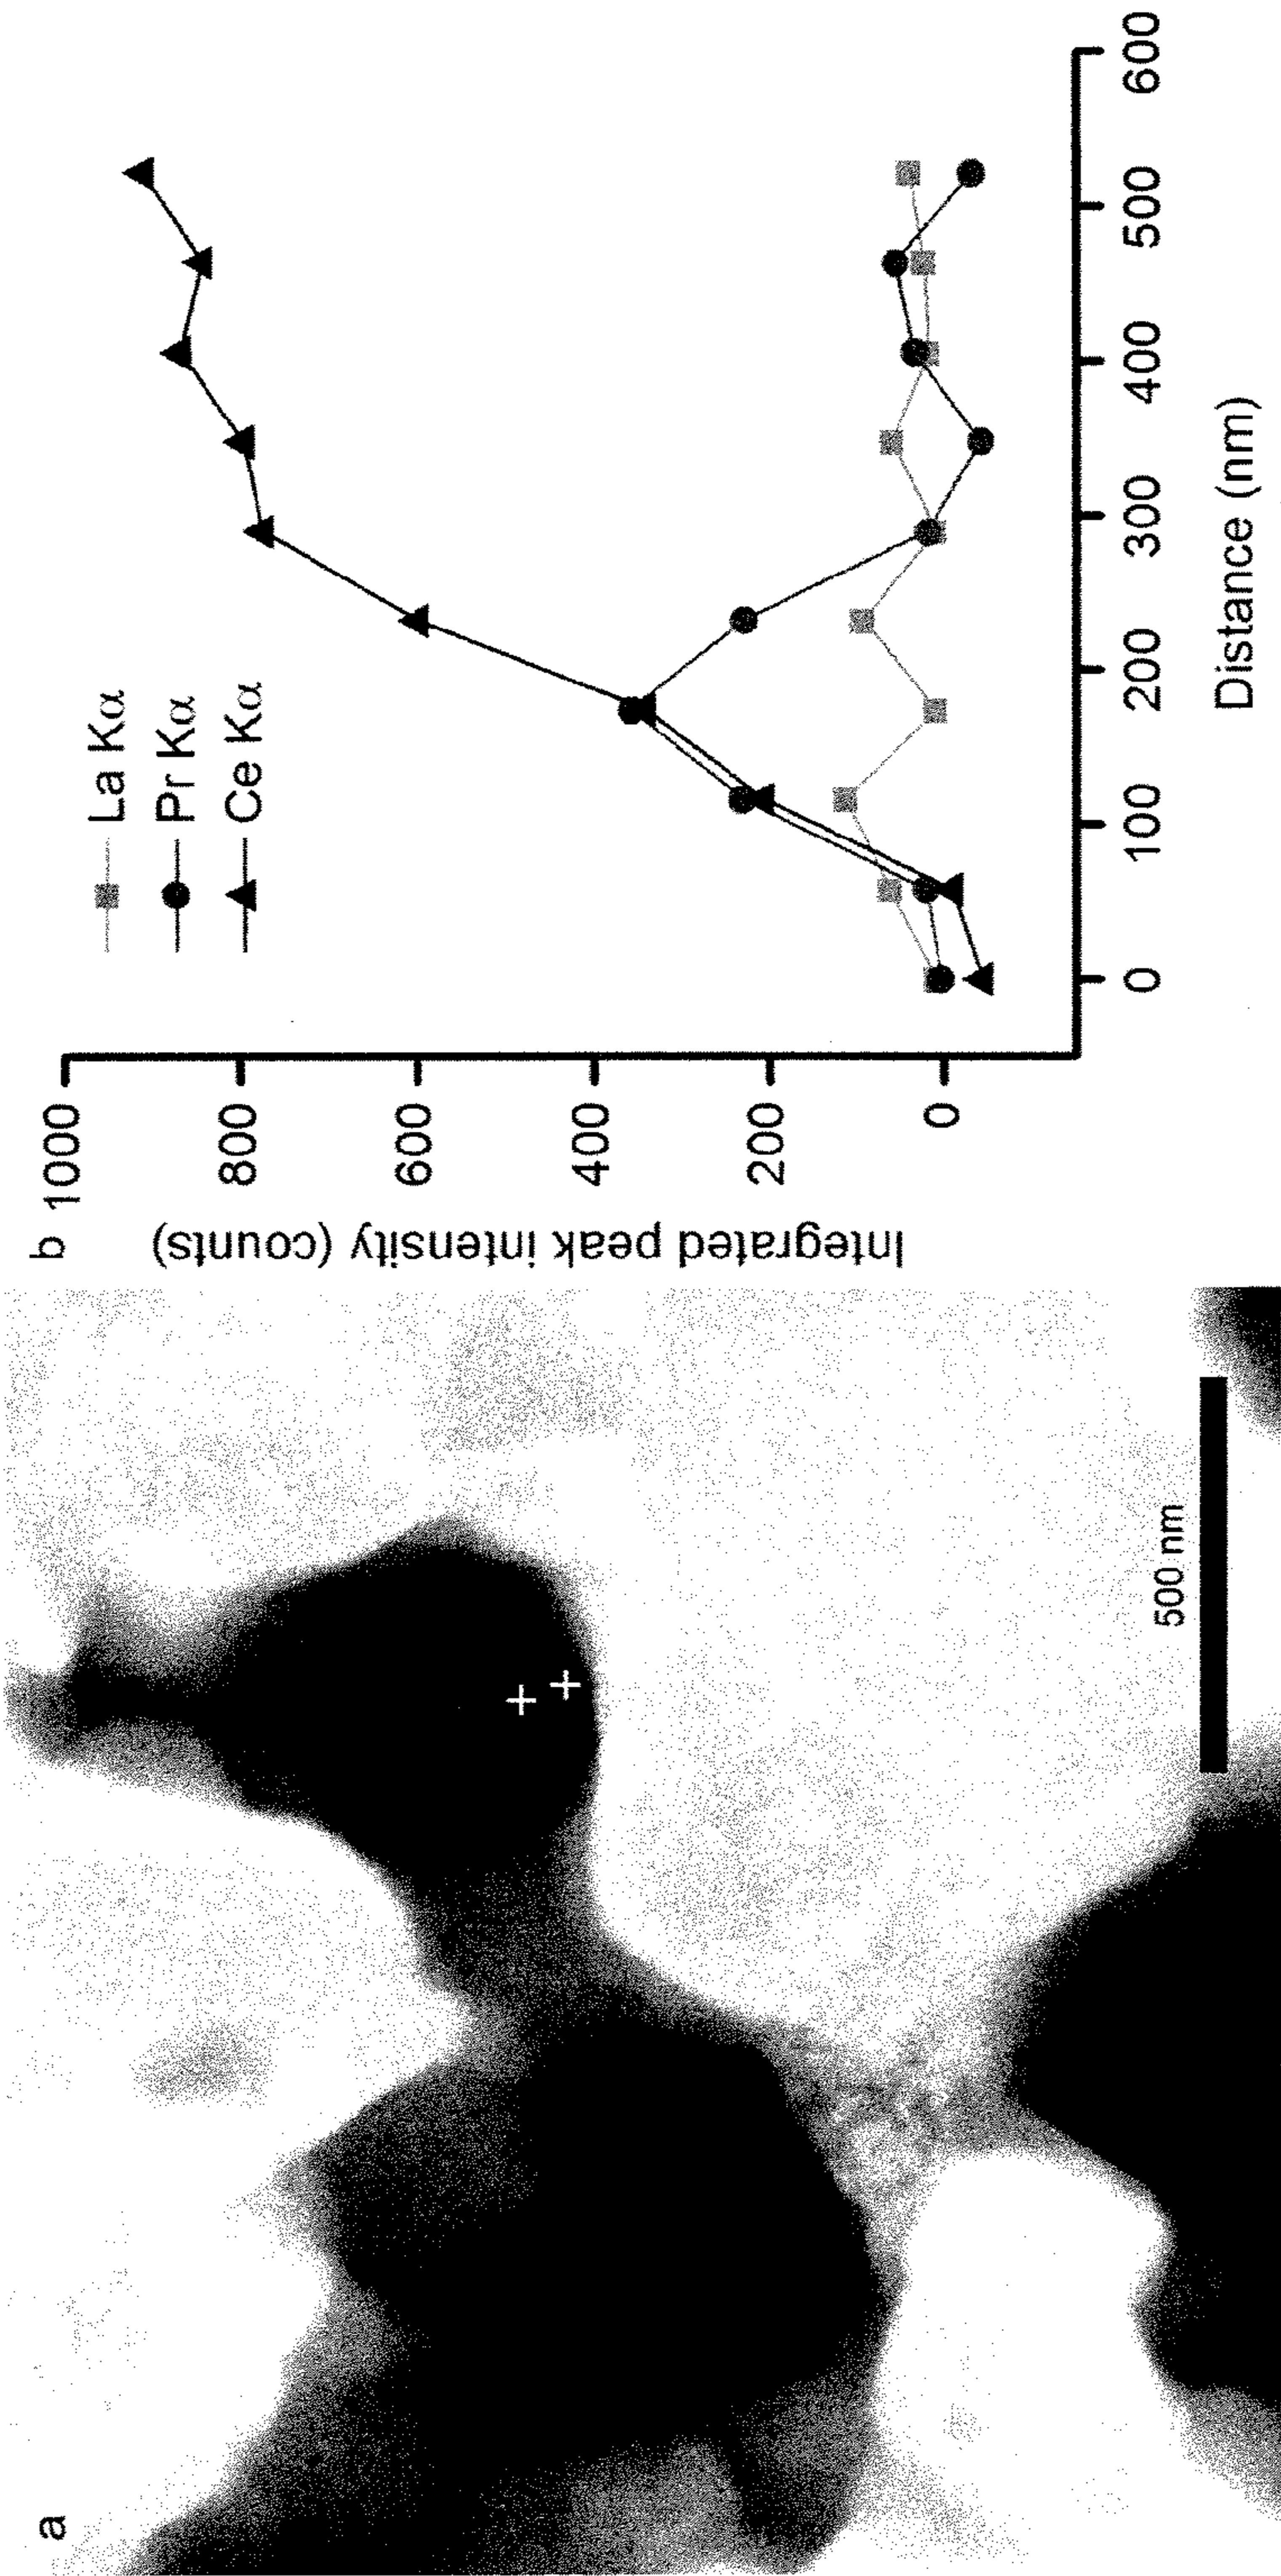 a
500 nm
b
Integrated peak intensity (counts)
1000
800
600
400
200
0
La Kα
Pr Kα
Ce Kα
0
100
200
300
400
500
600
Distance (nm)